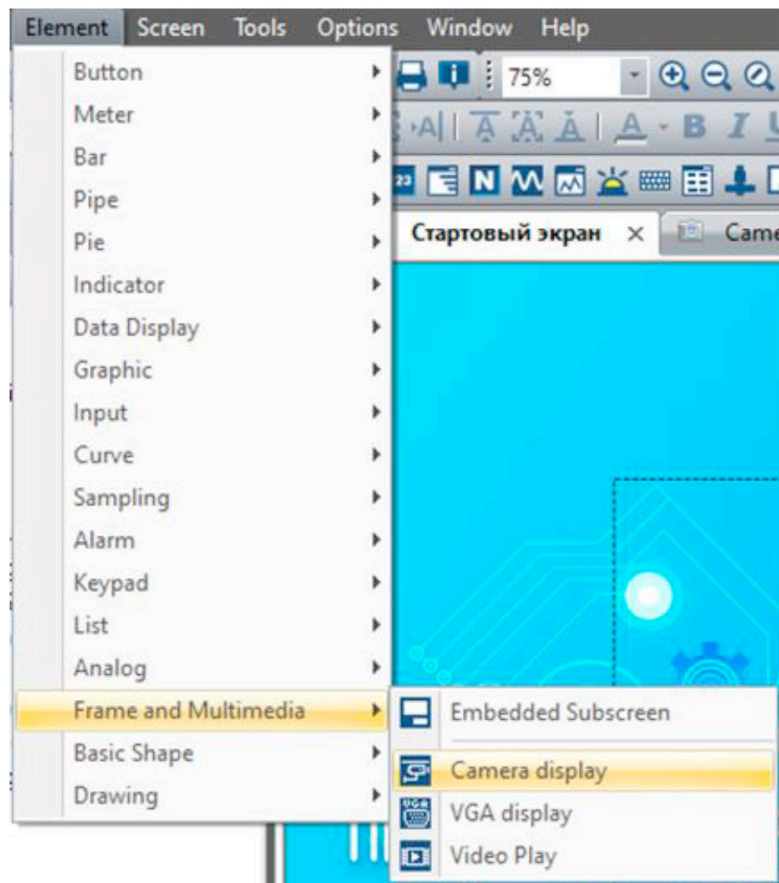 Element Screen Tools Options Window Help
Button
75%
Meter
A A A A A B I U
Bar
23 N
Pipe
Стартовый экран × Came
Pie
Indicator
Data Display
Graphic
Input
Curve
Sampling
Alarm
Keypad
List
Analog
Frame and Multimedia
Embedded Subscreen
Basic Shape
Camera display
Drawing
VGA display
Video Play